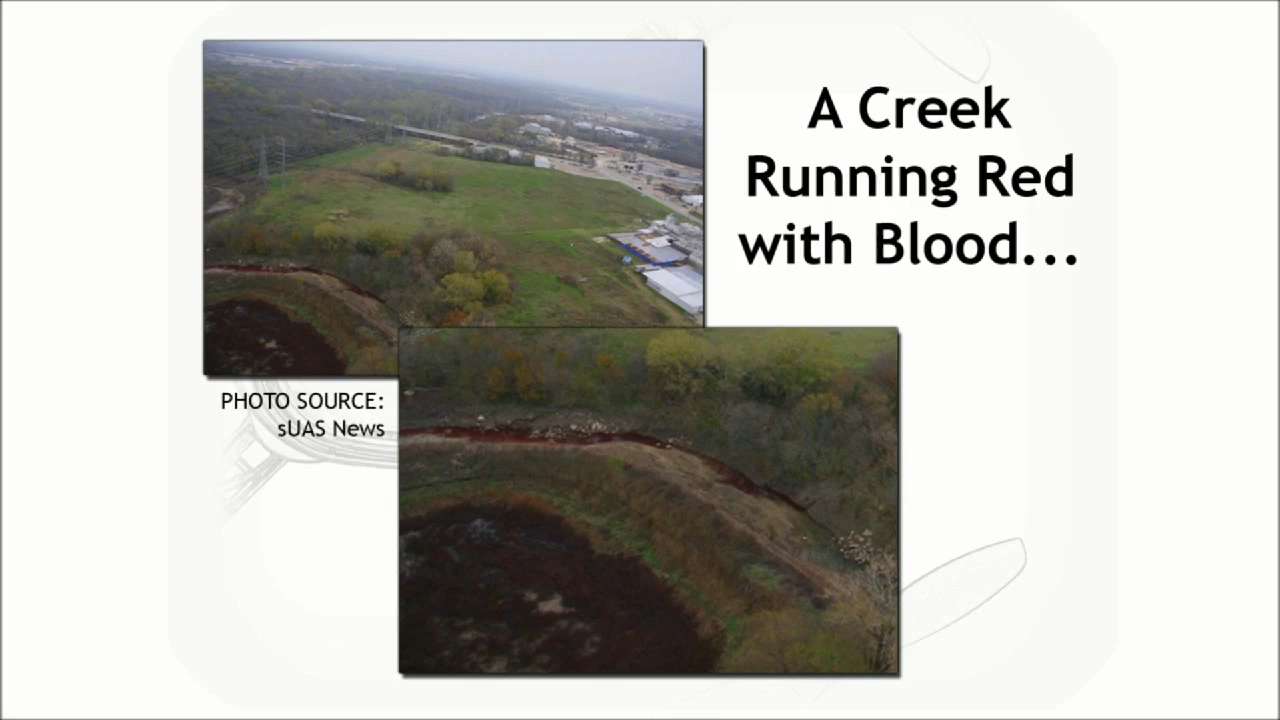 A Creek
Running Red
with Blood...
PHOTO SOURCE:
sUAS News